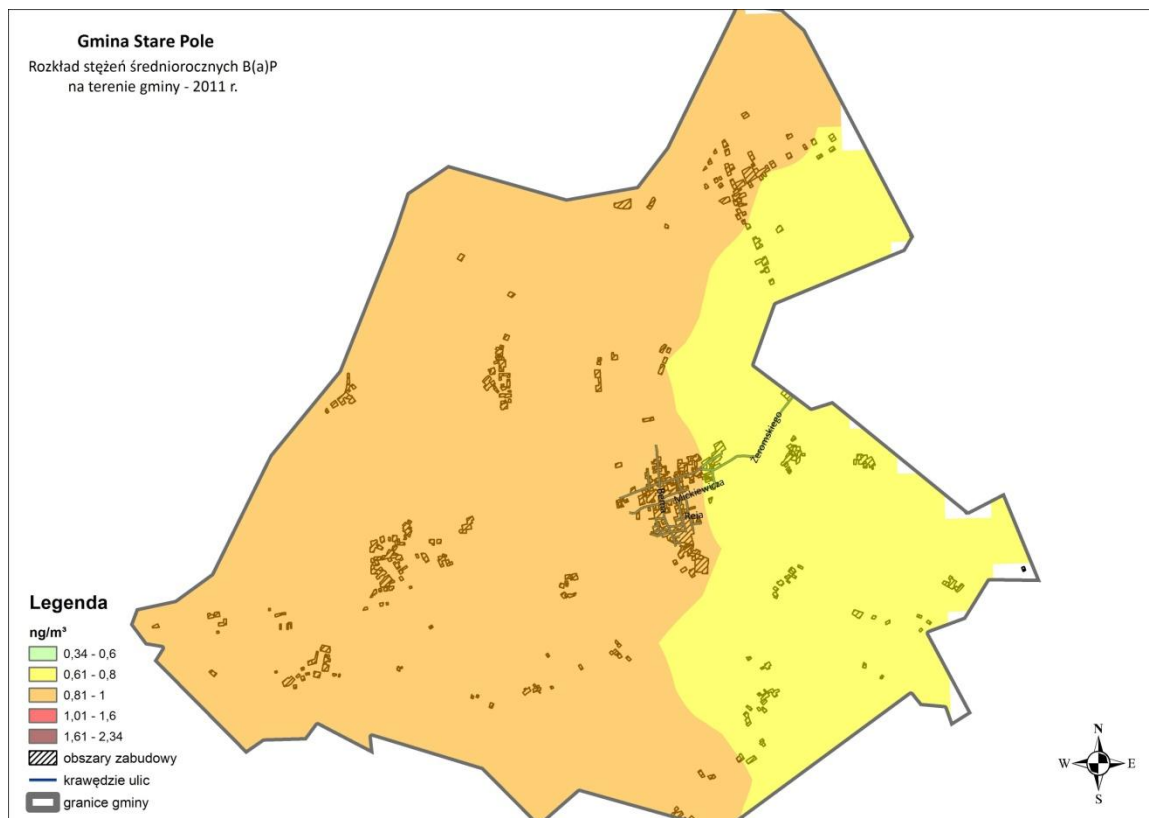 Gmina Stare Pole
Rozkład stężeń średniorocznych B(a)P
na terenie gminy - 2011 r.
Żeromskiego
Mickiewicza
Reja
Legenda
ng/m³
0,34 - 0,6
0,61 - 0,8
0,81 - 1
1,01 - 1,6
1,61 - 2,34
obszary zabudowy
krawędzie ulic
granice gminy
N
W E
S